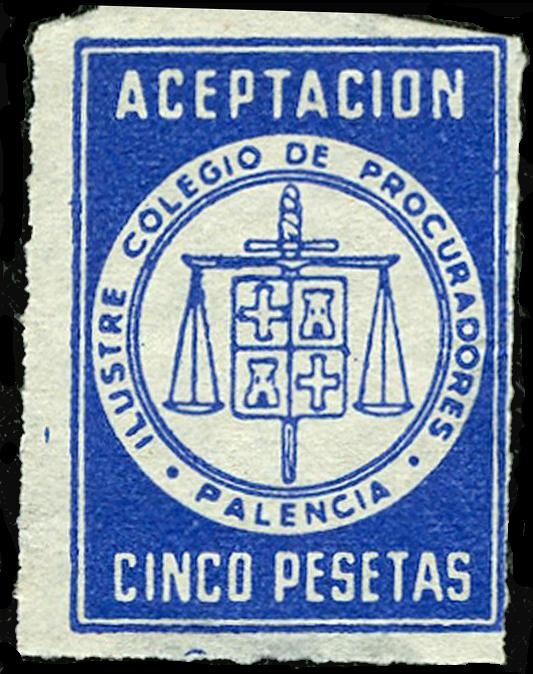 ACEPTACION
ILUSTRE COLEGIO DE PROCURADORES
• PALENCIA •
CINCO PESETAS